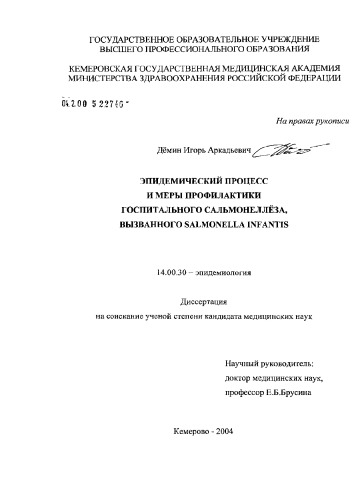 ГОСУДАРСТВЕННОЕ ОБРАЗОВАТЕЛЬНОЕ УЧРЕЖДЕНИЕ
ВЫСШЕГО ПРОФЕССИОНАЛЬНОГО ОБРАЗОВАНИЯ
КЕМЕРОВСКАЯ ГОСУДАРСТВЕННАЯ МЕДИЦИНСКАЯ АКАДЕМИЯ
МИНИСТЕРСТВА ЗДРАВООХРАНЕНИЯ РОССИЙСКОЙ ФЕДЕРАЦИИ
04.200 5 22746
На правах рукописи
Дёмин Игорь Аркадьевич
ЭПИДЕМИЧЕСКИЙ ПРОЦЕСС
И МЕРЫ ПРОФИЛАКТИКИ
ГОСПИТАЛЬНОГО САЛЬМОНЕЛЛЁЗА,
ВЫЗВАННОГО SALMONELLA INFANTIS
14.00.30 – эпидемиология
Диссертация
на соискание ученой степени кандидата медицинских наук
Научный руководитель:
доктор медицинских наук,
профессор Е.Б.Брусина
Кемерово - 2004